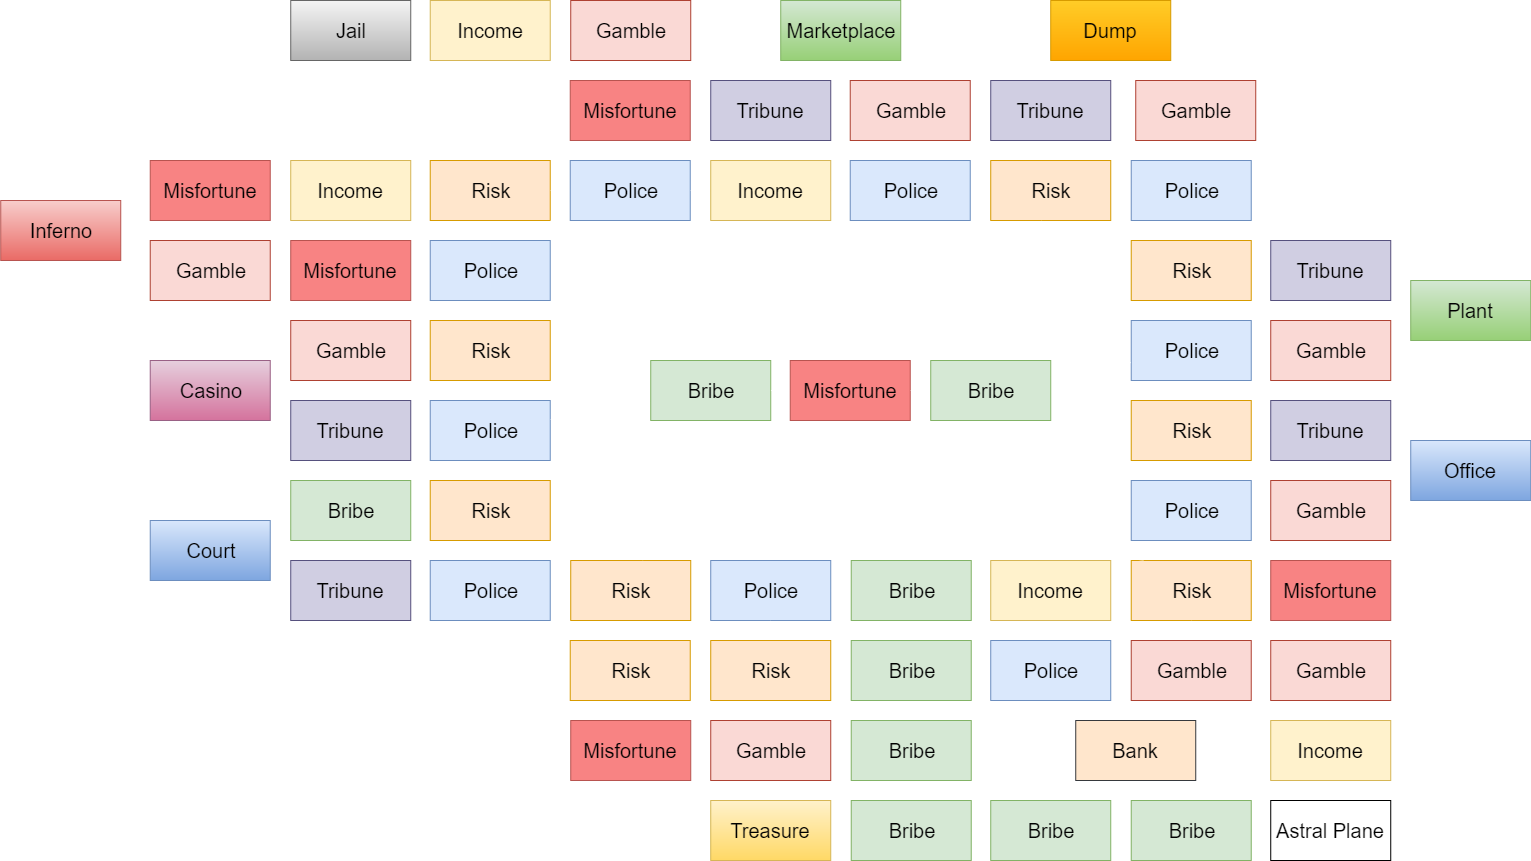 Jail
Income
Gamble
Marketplace
Dump
Misfortune
Tribune
Gamble
Tribune
Gamble
Misfortune
Income
Risk
Police
Income
Police
Risk
Police
Inferno
Gamble
Misfortune
Police
Risk
Tribune
Plant
Gamble
Risk
Police
Gamble
Casino
Bribe
Misfortune
Bribe
Tribune
Police
Risk
Tribune
Office
Bribe
Risk
Police
Gamble
Court
Tribune
Police
Risk
Police
Bribe
Income
Risk
Misfortune
Risk
Risk
Bribe
Police
Gamble
Gamble
Misfortune
Gamble
Bribe
Bank
Income
Treasure
Bribe
Bribe
Bribe
Astral Plane